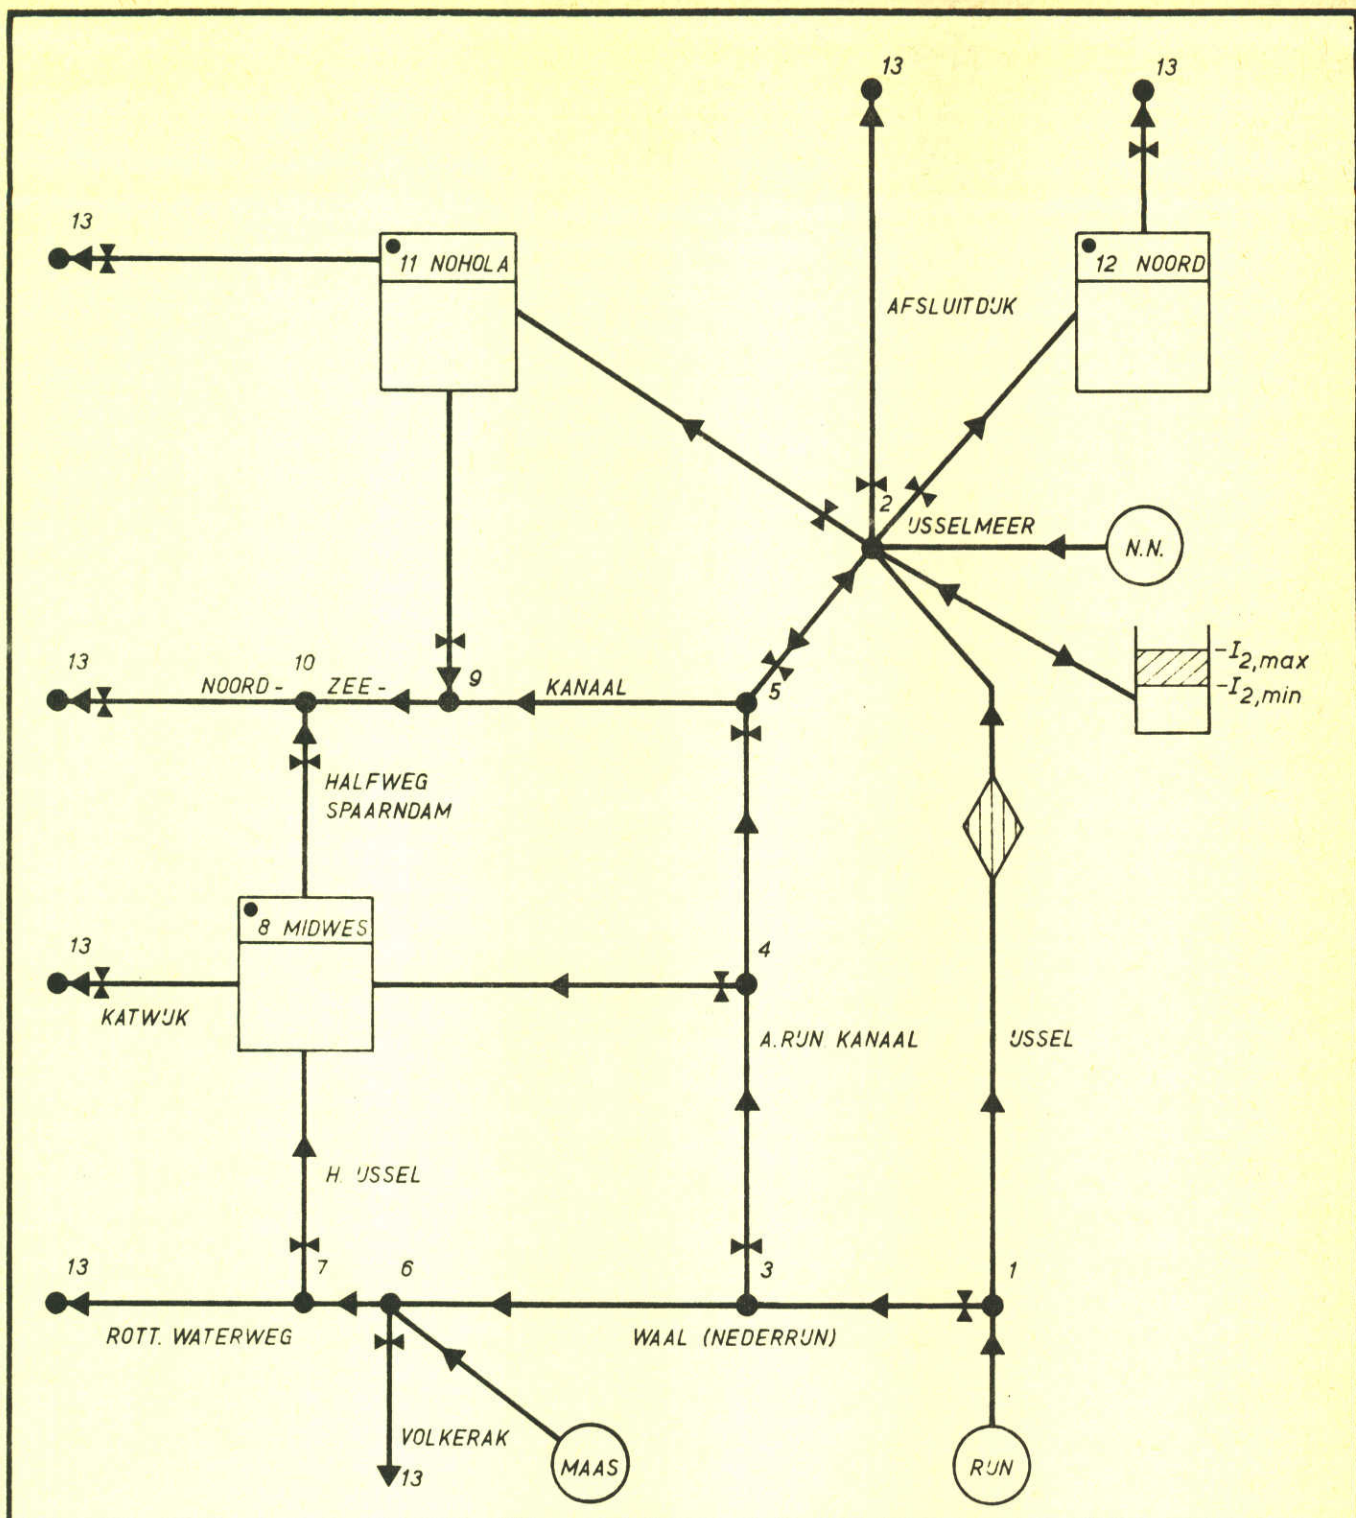 13
13
13
11 NOHOLA
12 NOORD
AFSLUITDIJK
2
IJSSELMEER
N.N.
I2,max
I2,min
13
10
9
5
NOORD-
ZEE-
KANAAL
HALFWEG
SPAARNDAM
8 MIDWES
13
4
KATWIJK
A.RIJN KANAAL
IJSSEL
H. IJSSEL
13
7
6
3
1
ROTT. WATERWEG
WAAL (NEDERRIJN)
VOLKERAK
13
MAAS
RIJN